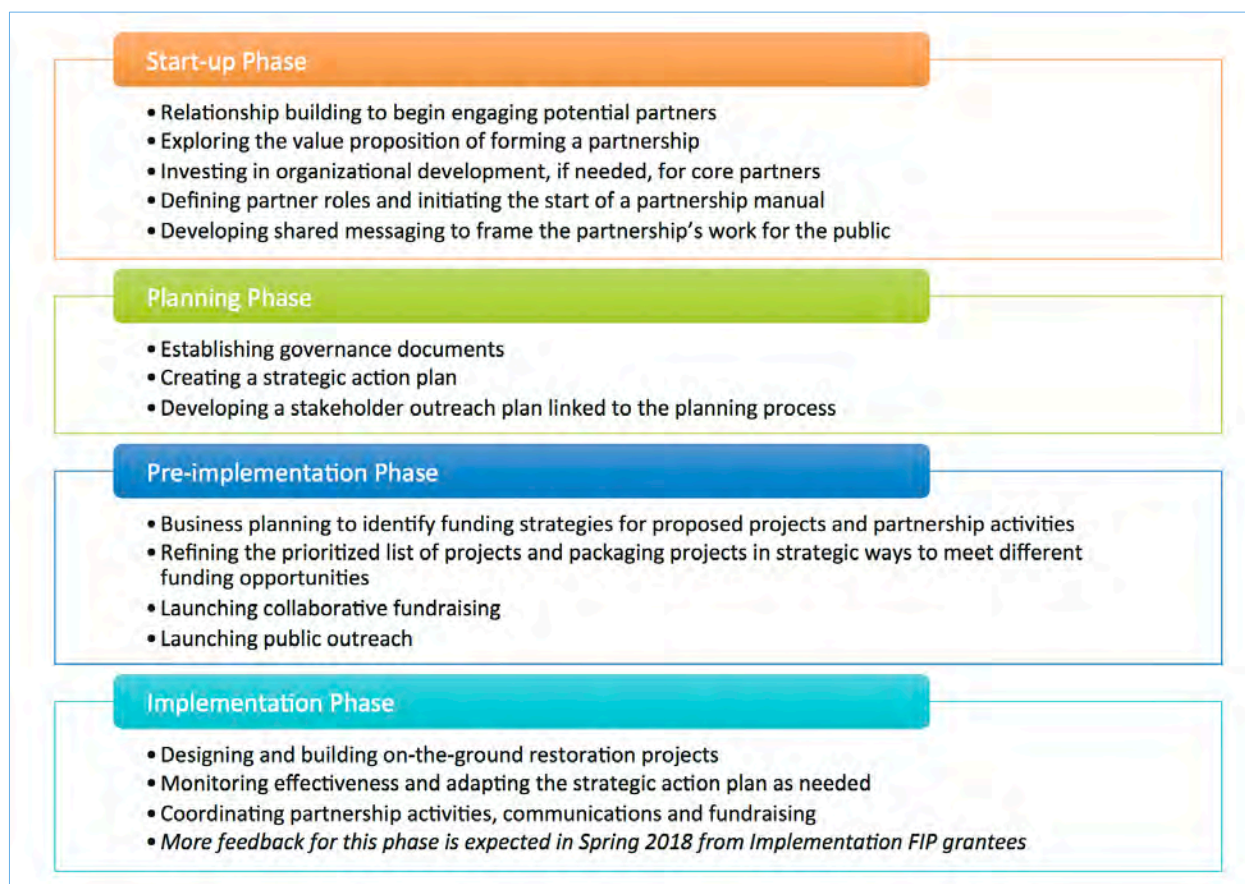 Start-up Phase
• Relationship building to begin engaging potential partners
• Exploring the value proposition of forming a partnership
• Investing in organizational development, if needed, for core partners
• Defining partner roles and initiating the start of a partnership manual
• Developing shared messaging to frame the partnership’s work for the public
Planning Phase
• Establishing governance documents
• Creating a strategic action plan
• Developing a stakeholder outreach plan linked to the planning process
Pre-implementation Phase
• Business planning to identify funding strategies for proposed projects and partnership activities
• Refining the prioritized list of projects and packaging projects in strategic ways to meet different
funding opportunities
• Launching collaborative fundraising
• Launching public outreach
Implementation Phase
• Designing and building on-the-ground restoration projects
• Monitoring effectiveness and adapting the strategic action plan as needed
• Coordinating partnership activities, communications and fundraising
• More feedback for this phase is expected in Spring 2018 from Implementation FIP grantees